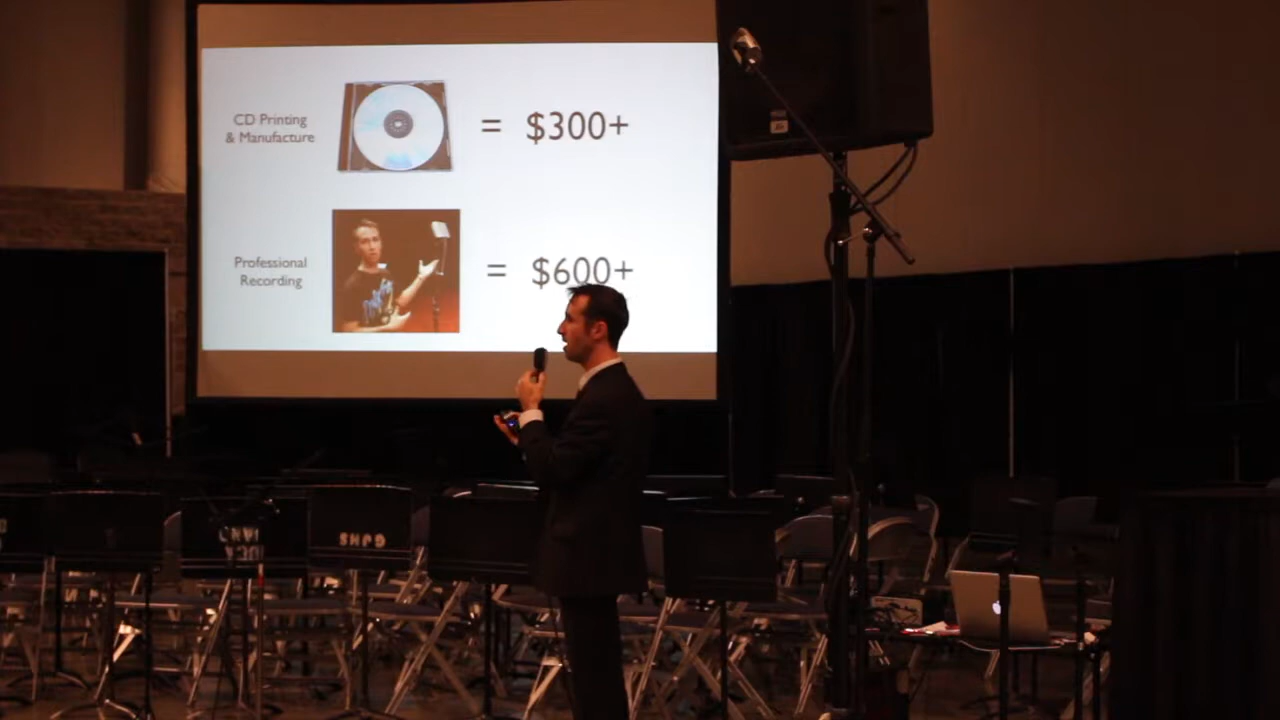 CD Printing
& Manufacture
= $300+
Professional
Recording
= $600+